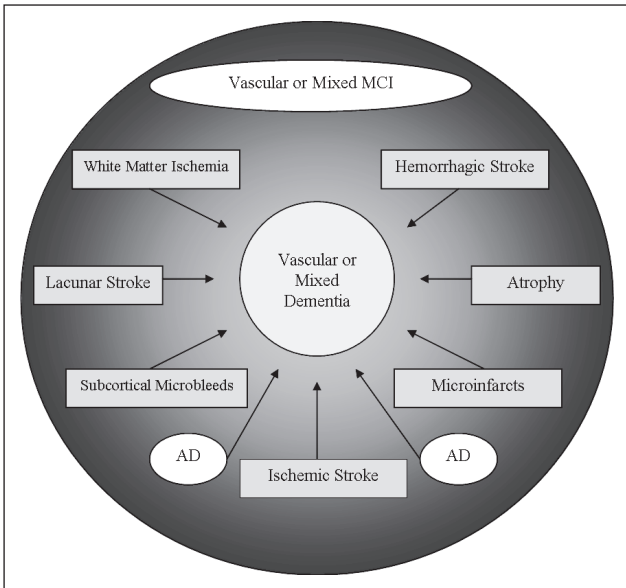 Vascular or Mixed MCI
White Matter Ischemia
Hemorrhagic Stroke
Vascular or
Mixed
Dementia
Lacunar Stroke
Atrophy
Subcortical Microbleeds
Microinfarcts
AD
Ischemic Stroke
AD